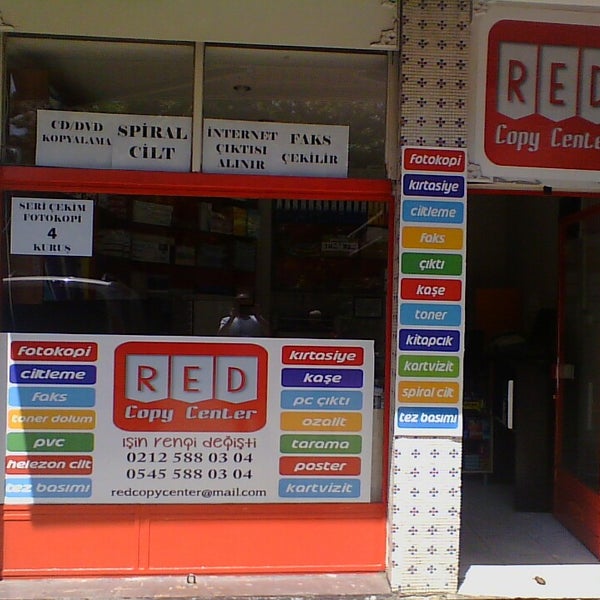 CD/DVD
KOPYALAMA
SPİRAL
CİLT
İNTERNET
ÇIKTISI
ALINIR
FAKS
ÇEKİLİR
SERİ ÇEKİM
FOTOKOPİ
4
KURUŞ
RED
Copy Center
fotokopi
kırtasiye
ciltleme
faks
çıktı
kaşe
toner
kitapcık
kartvizit
spiral cilt
tez basımı
fotokopi
ciltleme
faks
toner dolum
pvc
helezon cilt
tez basımı
RED
Copy Center
işin rengi değişti
0212 588 03 04
0545 588 03 04
redcopycenter@mail.com
kırtasiye
kaşe
pc çıktı
ozalit
tarama
poster
kartvizit